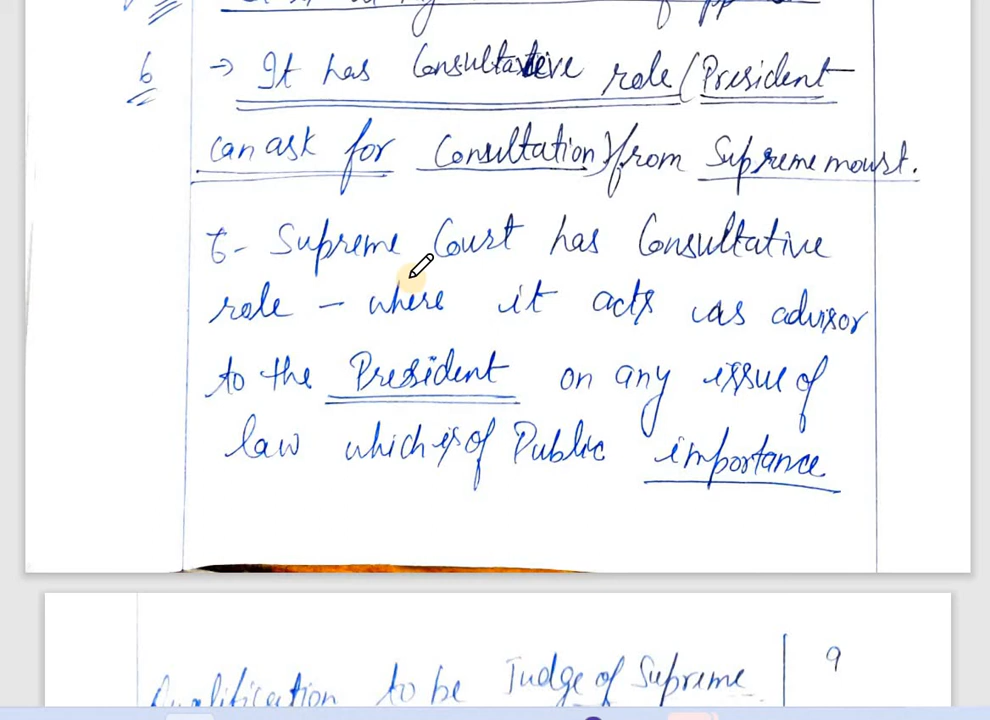 6 → It has Consultative role (President
can ask for Consultation) from Supreme mourt.
6- Supreme Court has Consultative
role – where it acts as advisor
to the President on any issue of
law which is of Public importance
Qualification to be Judge of Supreme 9